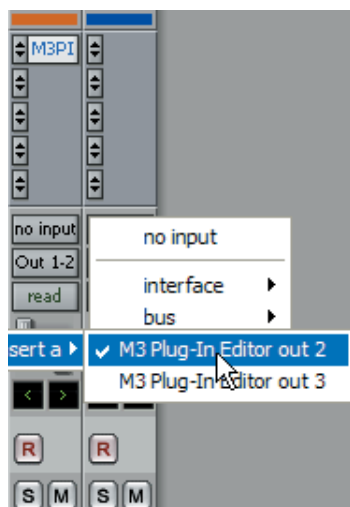 M3PI
no input
no input
Out 1-2
interface
read
bus
sert a
M3 Plug-In Editor out 2
M3 Plug-In Editor out 3
R
R
S M S M